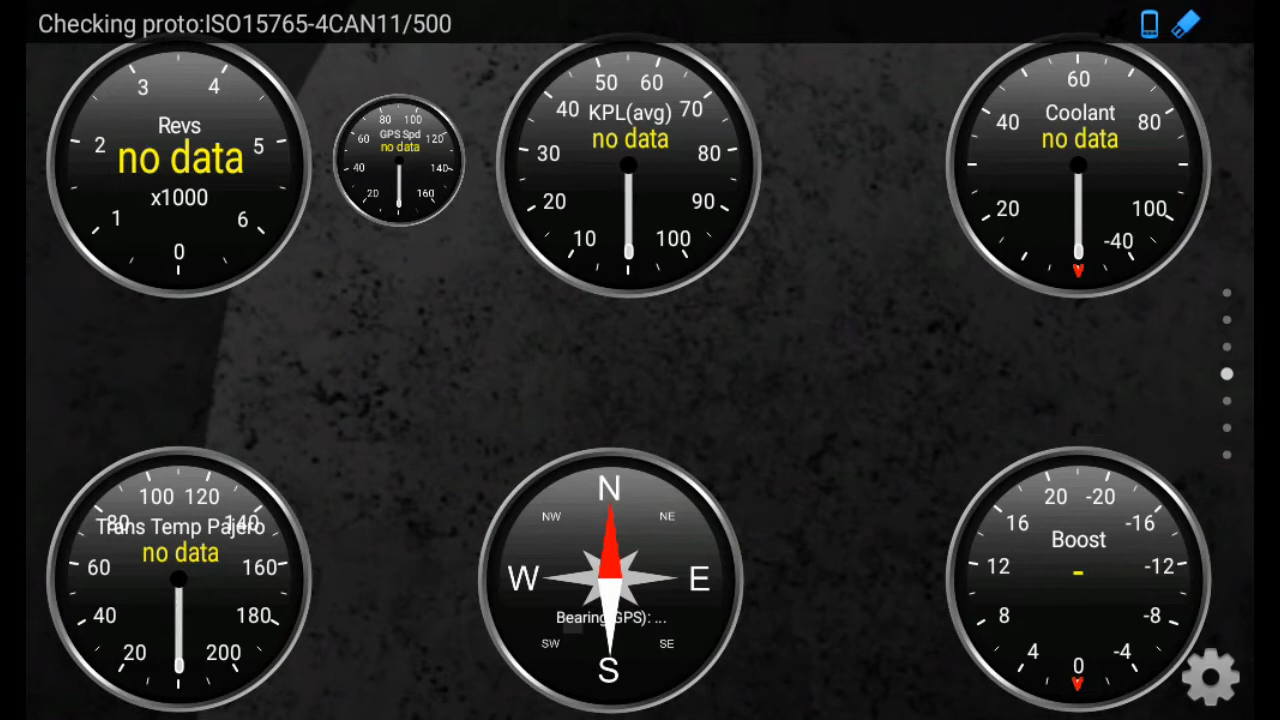 Checking proto:ISO15765-4CAN11/500
3 4
2 Revs 5
no data
x1000
1 6
0
80 100
60 GPS Spd 120
no data
40 140
20 160
0
50 60
40 KPL(avg) 70
no data
30 80
20 90
10 100
0
60
40 Coolant 80
no data
20 100
-40
0
100 120
80 140
Trans Temp Pajero
no data
60 160
40 180
20 200
0
N
NW NE
W E
Bearing(GPS): ...
SW SE
S
20 -20
16 -16
Boost
12 - -12
8 -8
4 -4
0